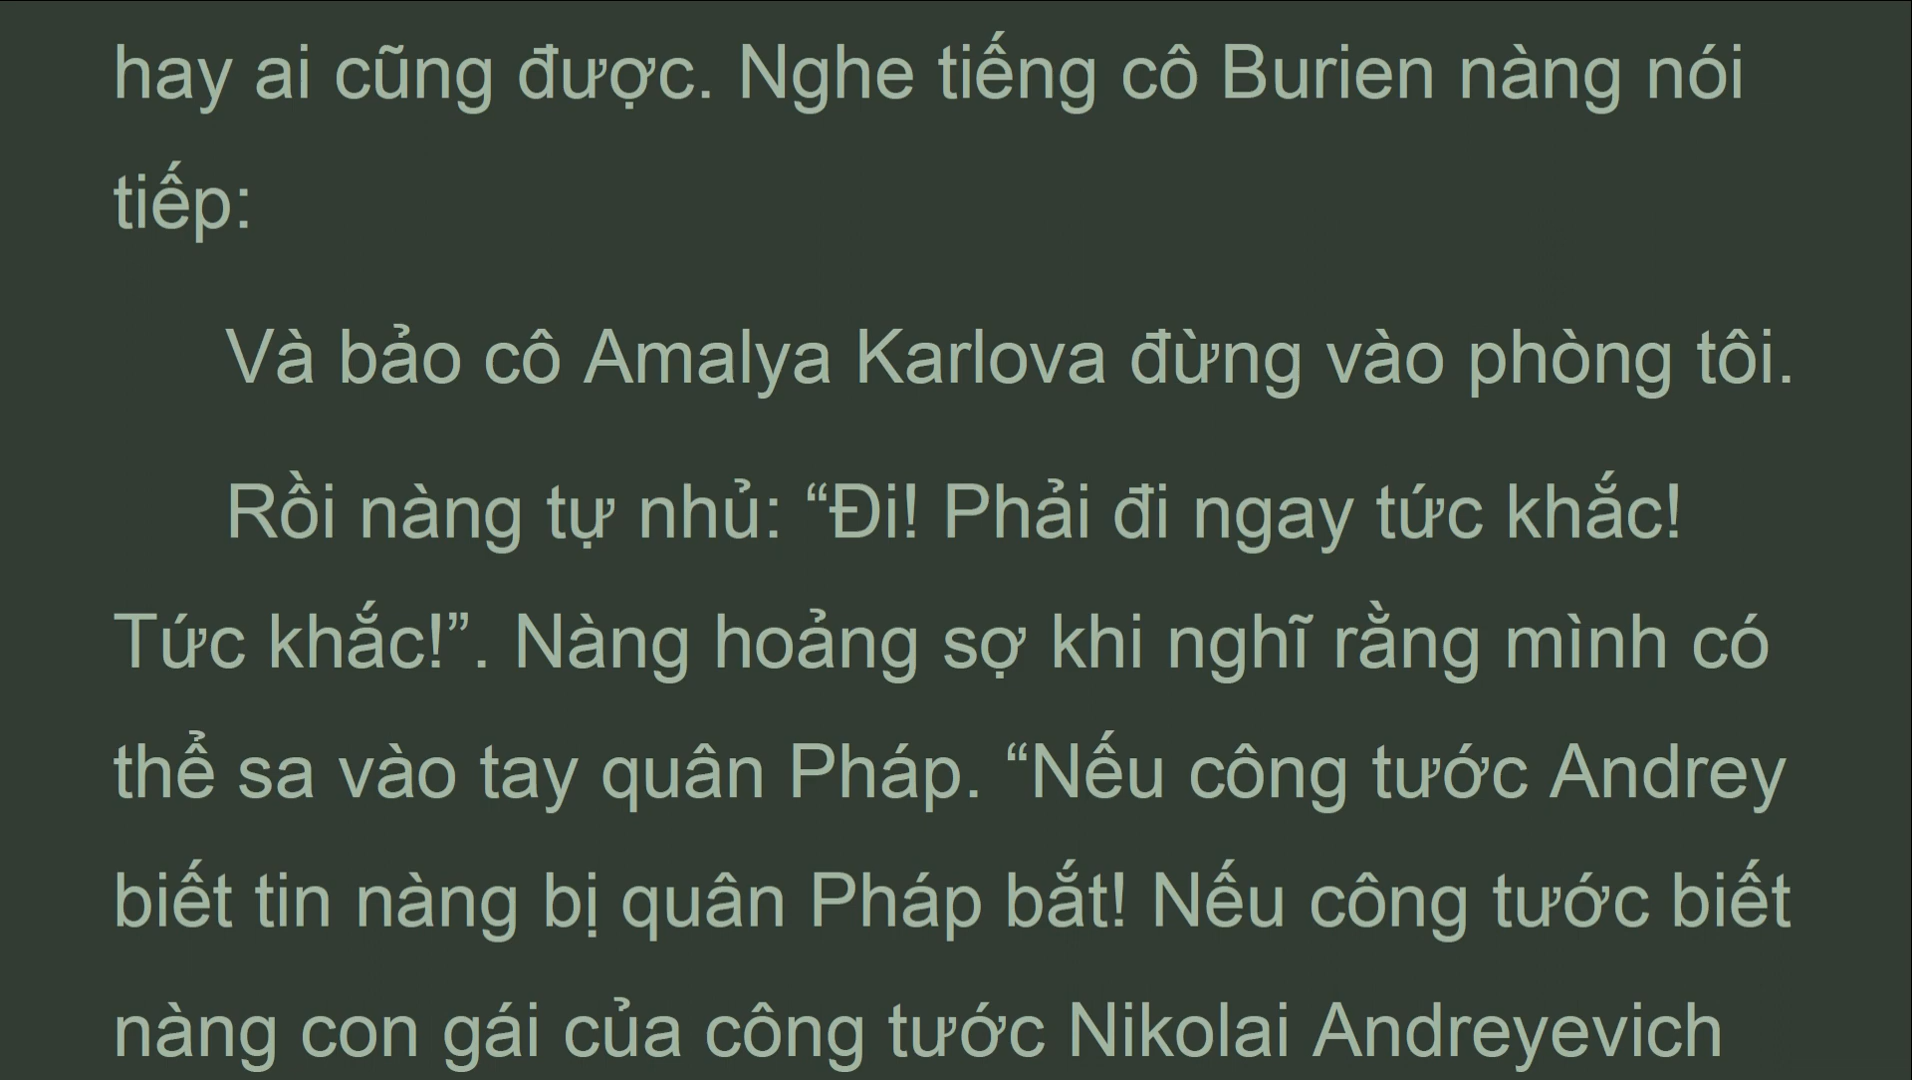 hay ai cũng được. Nghe tiếng cô Burien nàng nói
tiếp:
Và bảo cô Amalya Karlova đừng vào phòng tôi.
Rồi nàng tự nhủ: “Đi! Phải đi ngay tức khắc!
Tức khắc!”. Nàng hoảng sợ khi nghĩ rằng mình có
thể sa vào tay quân Pháp. “Nếu công tước Andrey
biết tin nàng bị quân Pháp bắt! Nếu công tước biết
nàng con gái của công tước Nikolai Andreyevich